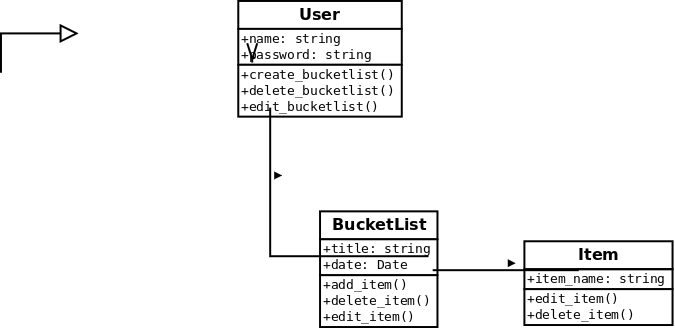 User
+name: string
+password: string
+create_bucketlist()
+delete_bucketlist()
+edit_bucketlist()
BucketList
+title: string
+date: Date
+add_item()
+delete_item()
+edit_item()
Item
+item_name: string
+edit_item()
+delete_item()